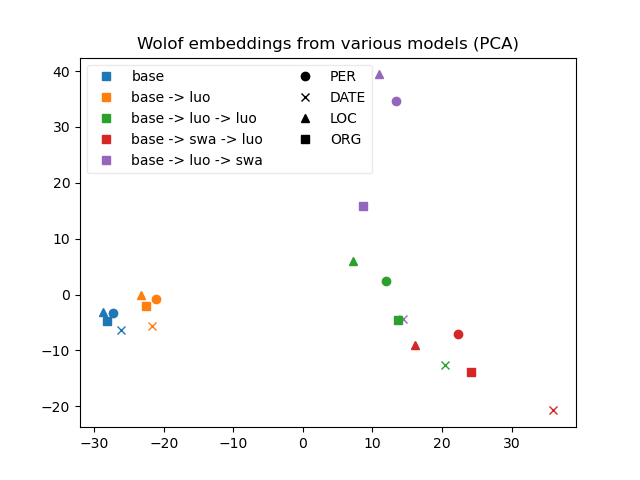 Wolof embeddings from various models (PCA)
base
base -> luo
base -> luo -> luo
base -> swa -> luo
base -> luo -> swa
PER
DATE
LOC
ORG
40
30
20
10
0
−10
−20
−30
−20
−10
0
10
20
30